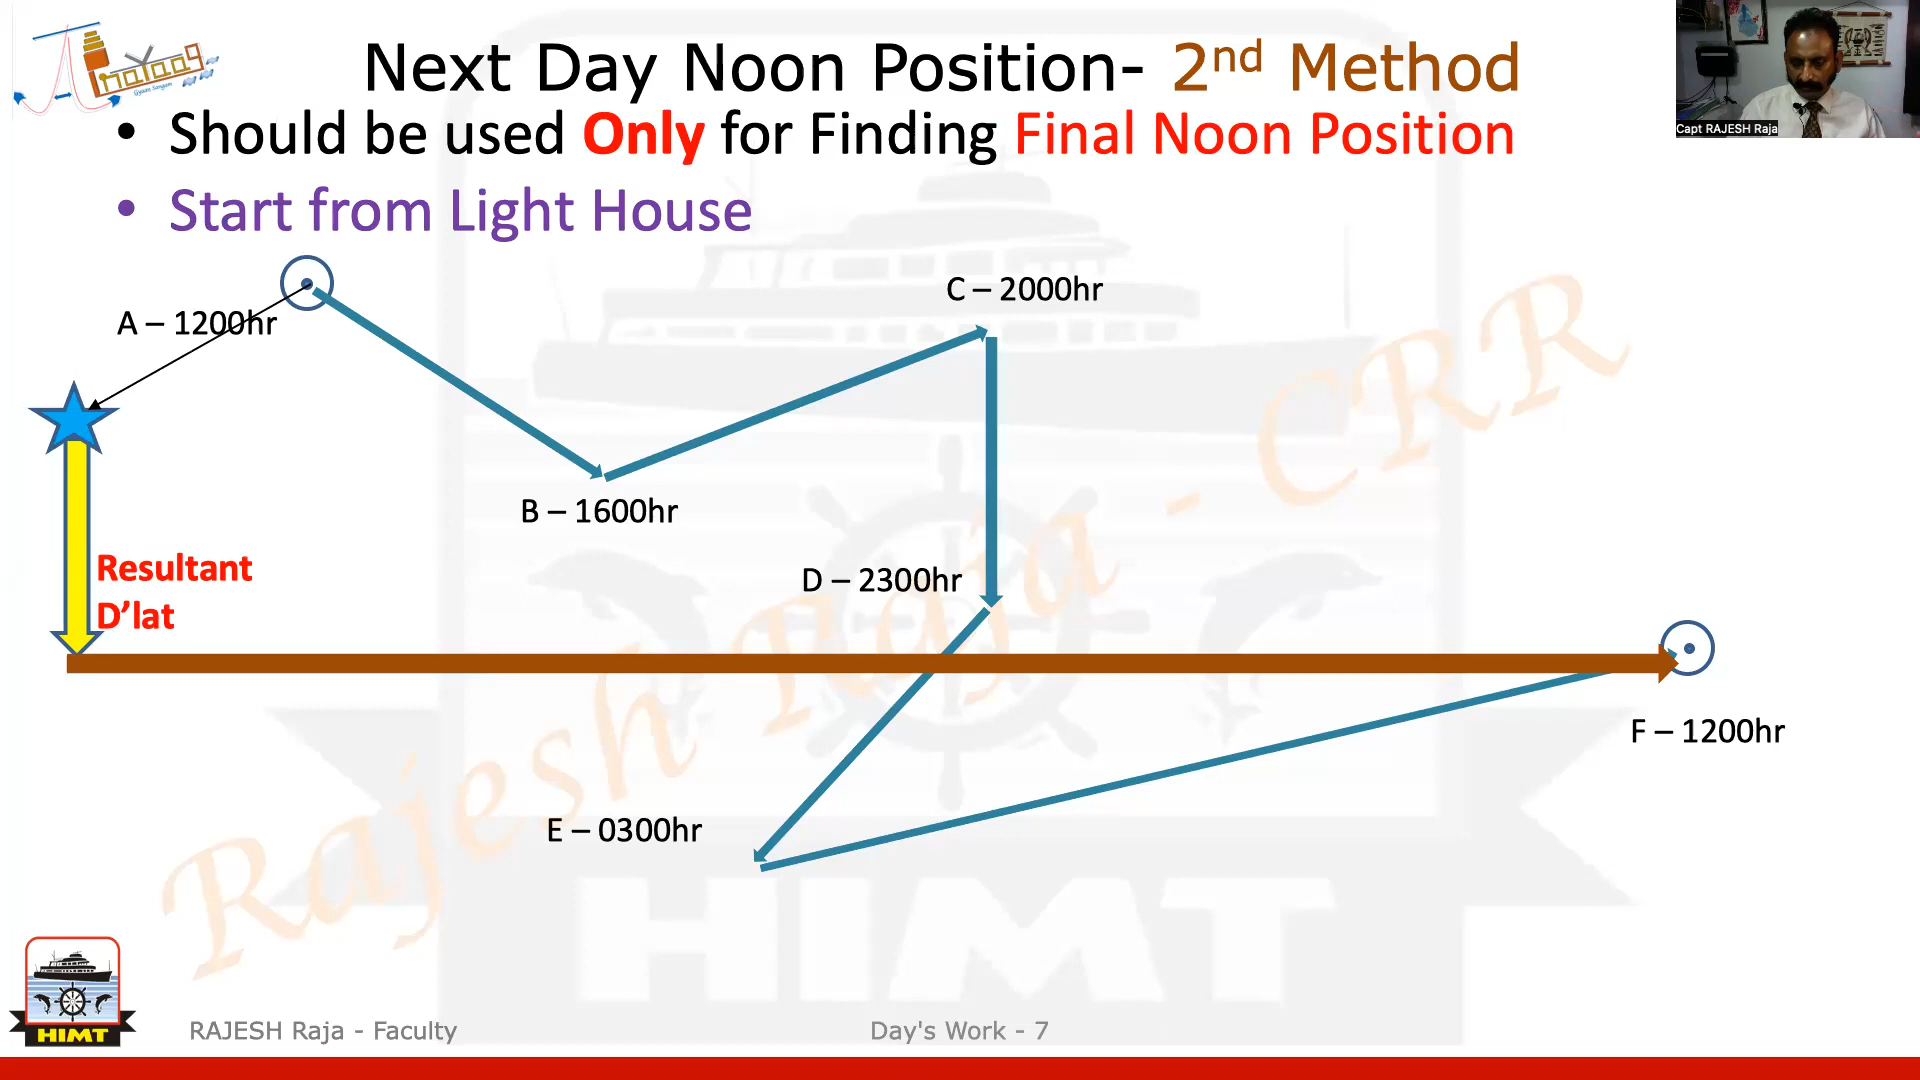 Next Day Noon Position- 2nd Method
• Should be used Only for Finding Final Noon Position
• Start from Light House
Capt RAJESH Raja
C – 2000hr
A – 1200hr
B – 1600hr
Resultant
D'lat
D – 2300hr
F – 1200hr
E – 0300hr
Rajesh Raja - CRR
HIMT
HIMT
RAJESH Raja - Faculty
Day's Work - 7